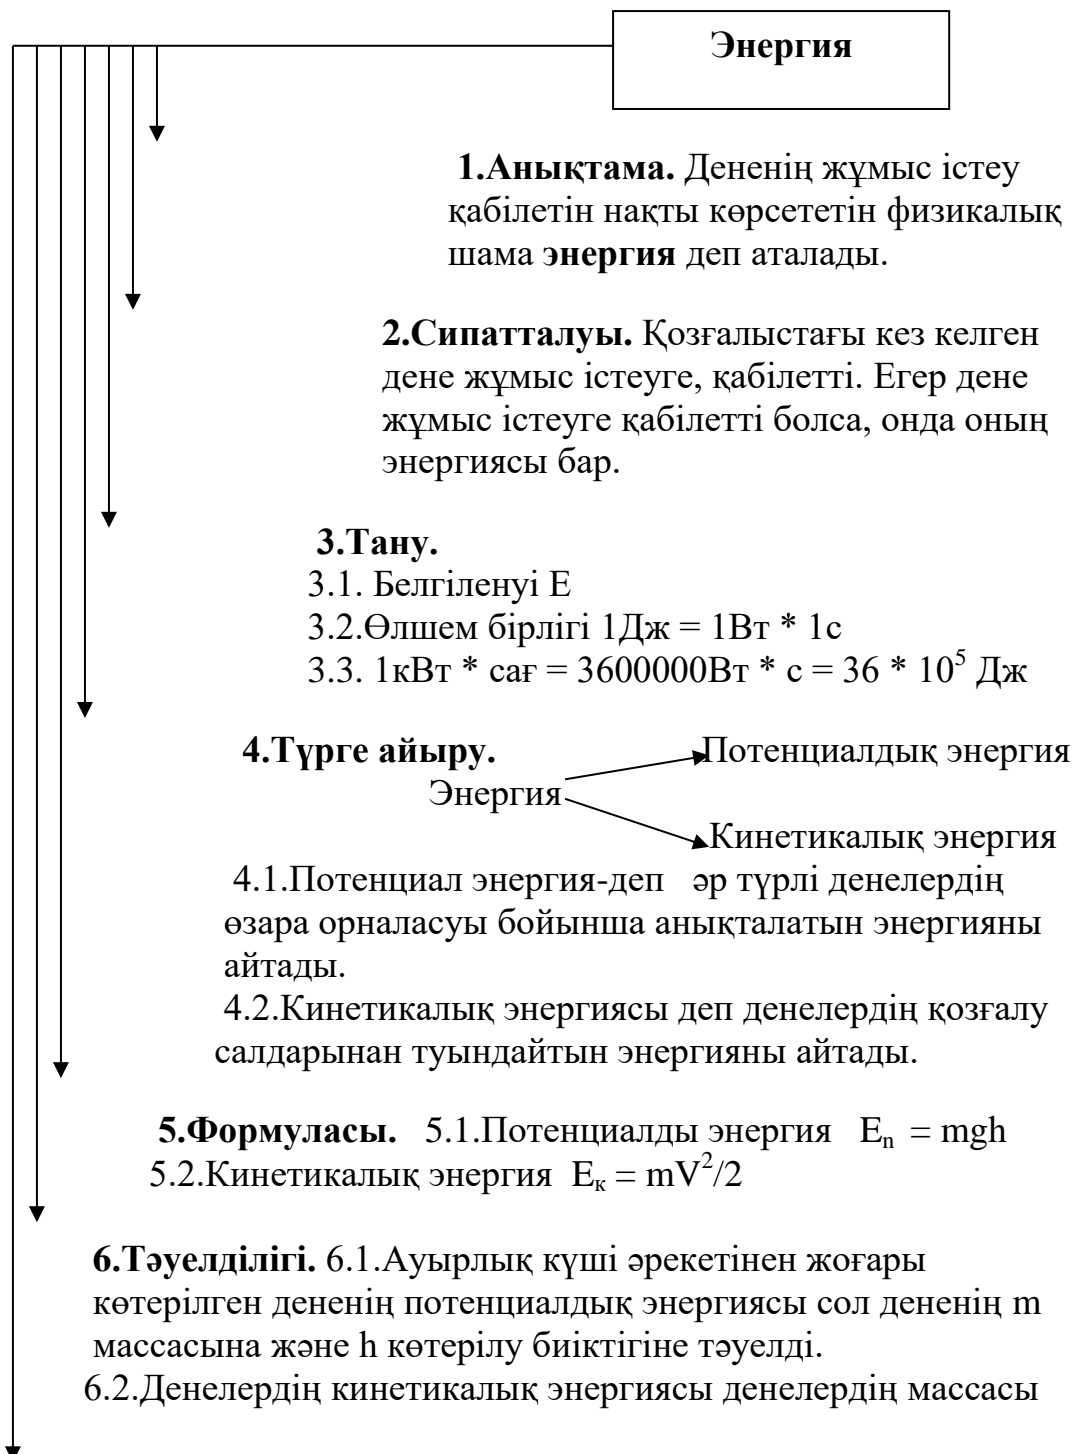 Энергия
1.Анықтама. Дененің жұмыс істеу
қабілетін нақты көрсететін физикалық
шама энергия деп аталады.
2.Сипатталуы. Қозғалыстағы кез келген
дене жұмыс істеуге, қабілетті. Егер дене
жұмыс істеуге қабілетті болса, онда оның
энергиясы бар.
3.Тану.
3.1. Белгіленуі Е
3.2.Өлшем бірлігі 1Дж = 1Вт * 1с
3.3. 1кВт * сағ = 3600000Вт * с = 36 * 10⁵ Дж
4.Түрге айыру. Потенциалдық энергия
Энергия
Кинетикалық энергия
4.1.Потенциал энергия-деп әр түрлі денелердің
өзара орналасуы бойынша анықталатын энергияны
айтады.
4.2.Кинетикалық энергиясы деп денелердің қозғалу
салдарынан туындайтын энергияны айтады.
5.Формуласы. 5.1.Потенциалды энергия Eₙ = mgh
5.2.Кинетикалық энергия Eк = mV²/2
6.Тәуелділігі. 6.1.Ауырлық күші әрекетінен жоғары
көтерілген дененің потенциалдық энергиясы сол дененің m
массасына және h көтерілу биіктігіне тәуелді.
6.2.Денелердің кинетикалық энергиясы денелердің массасы